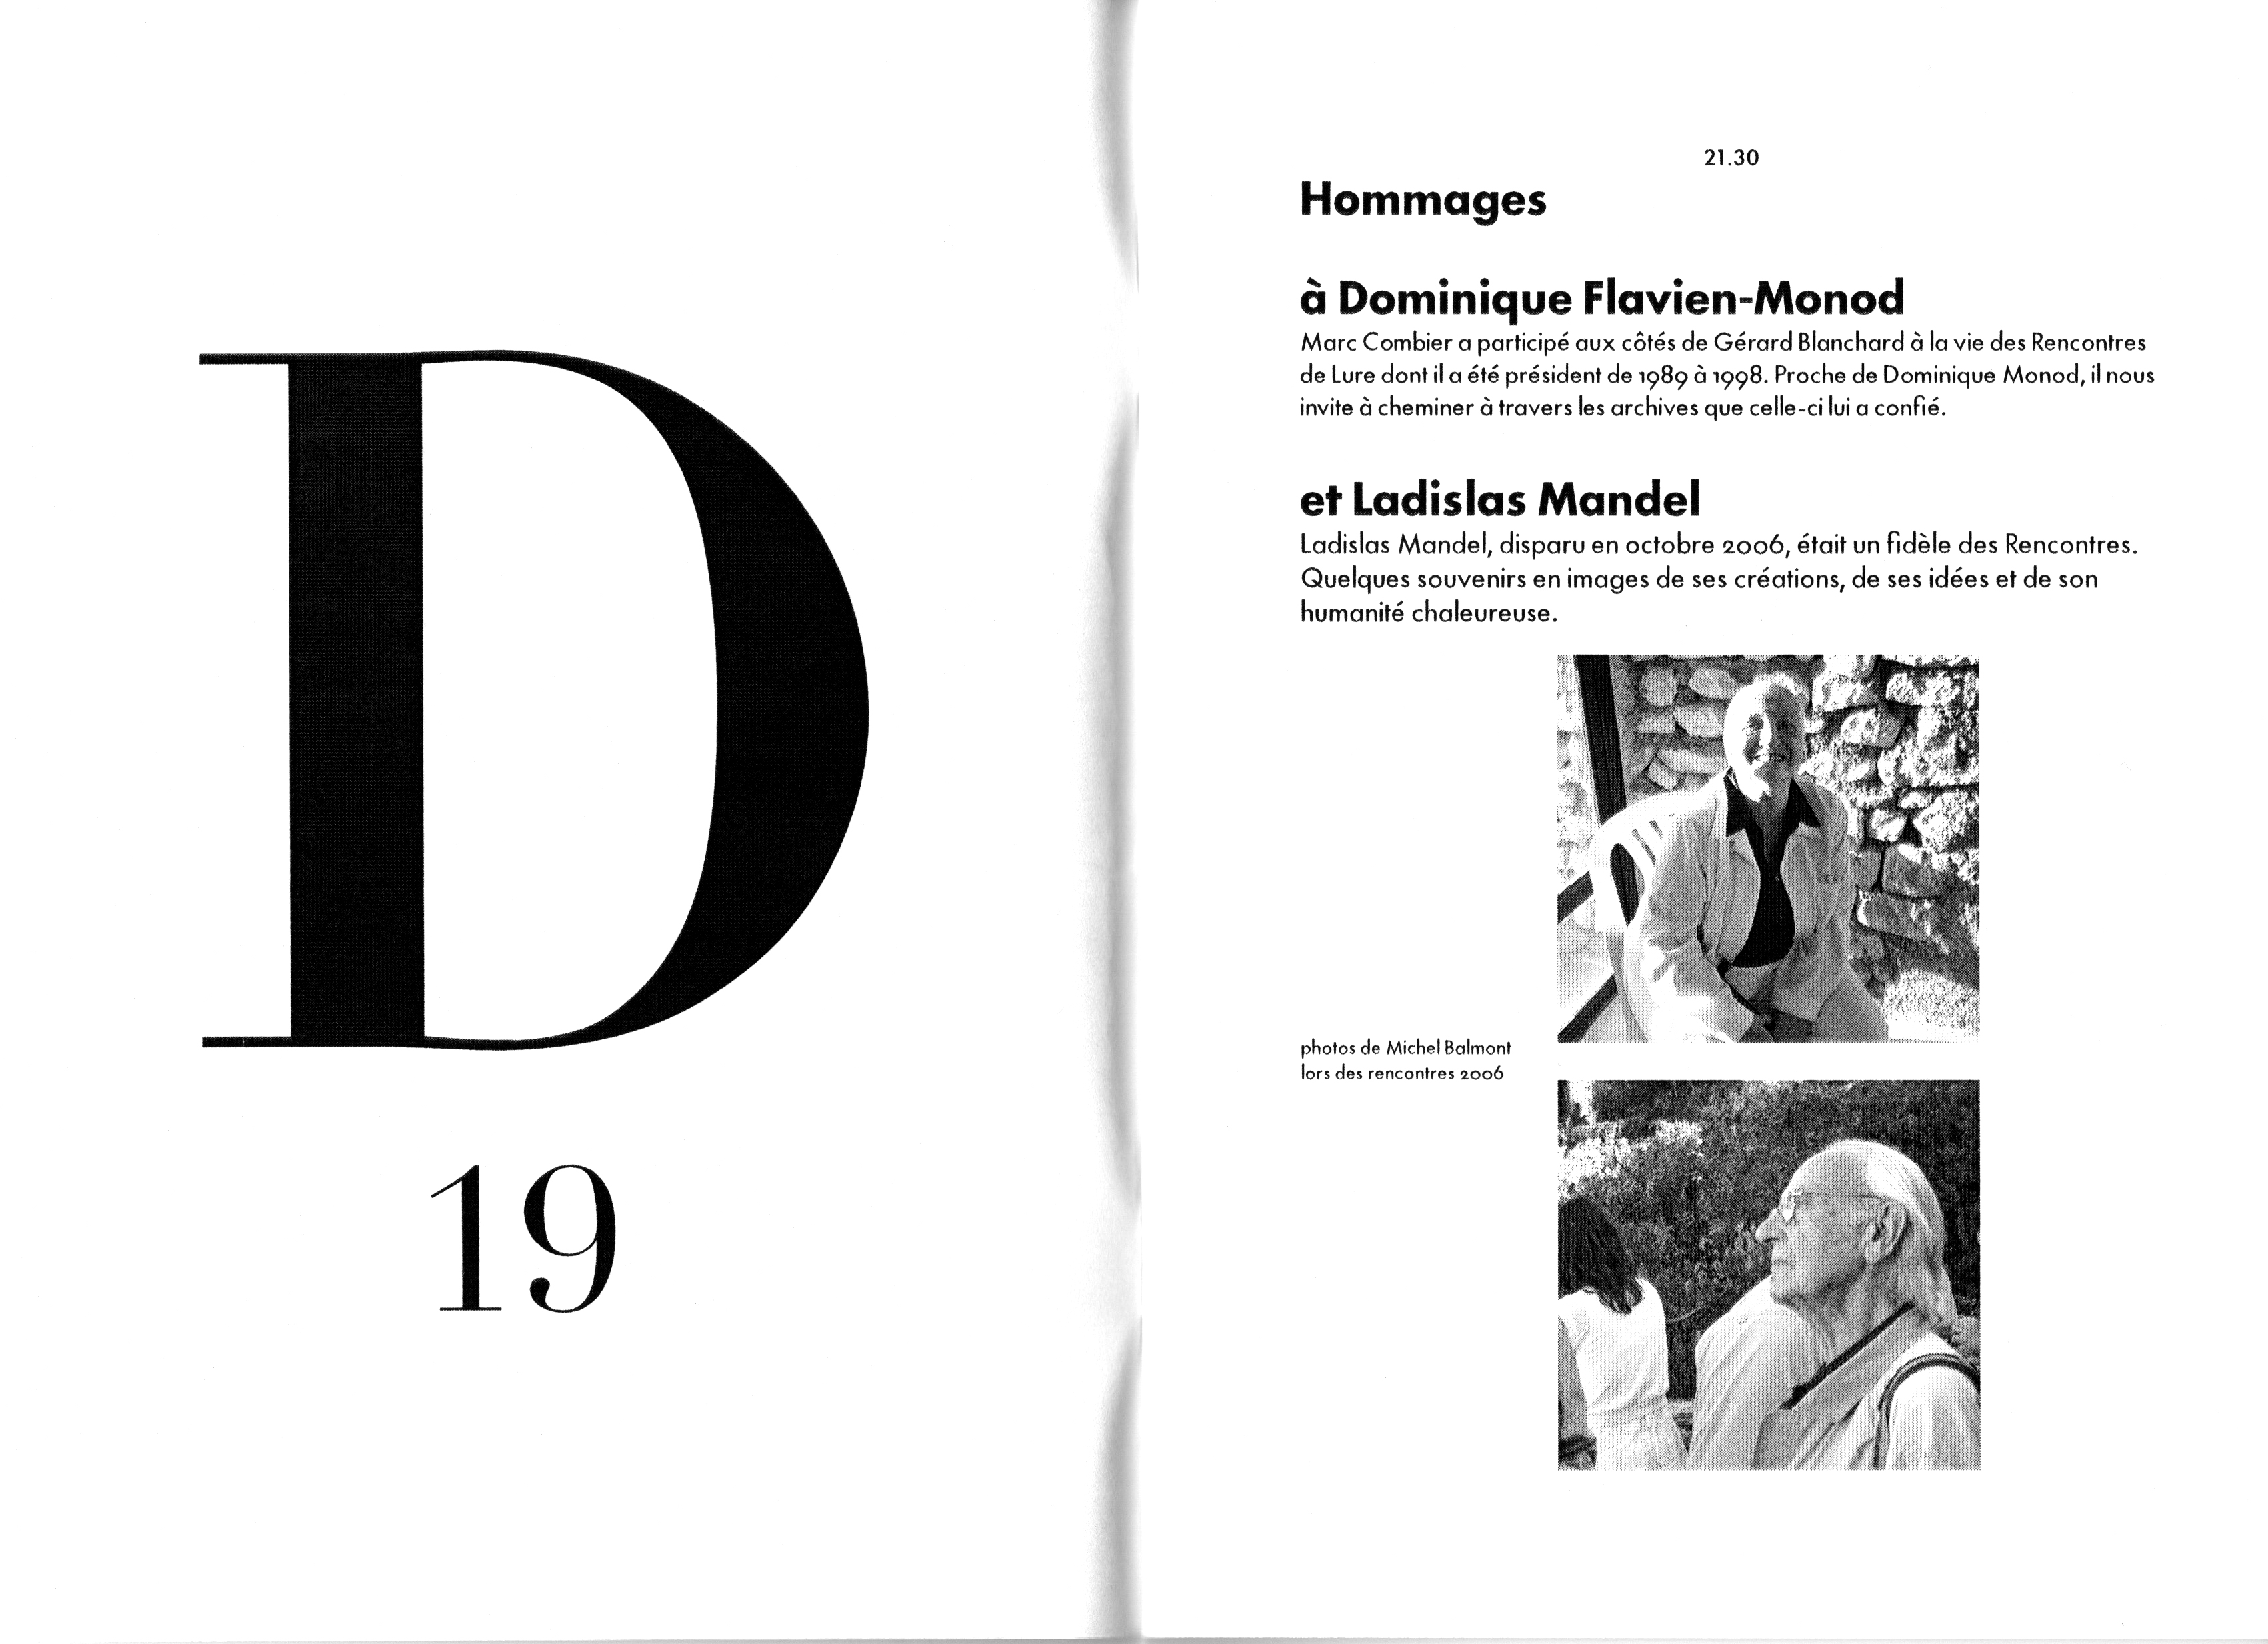 D
19
21.30
Hommages
à Dominique Flavien-Monod
Marc Combier a participé aux côtés de Gérard Blanchard à la vie des Rencontres
de Lure dont il a été président de 1989 à 1998. Proche de Dominique Monod, il nous
invite à cheminer à travers les archives que celle-ci lui a confié.
et Ladislas Mandel
Ladislas Mandel, disparu en octobre 2006, était un fidèle des Rencontres.
Quelques souvenirs en images de ses créations, de ses idées et de son
humanité chaleureuse.
photos de Michel Balmont
lors des rencontres 2006